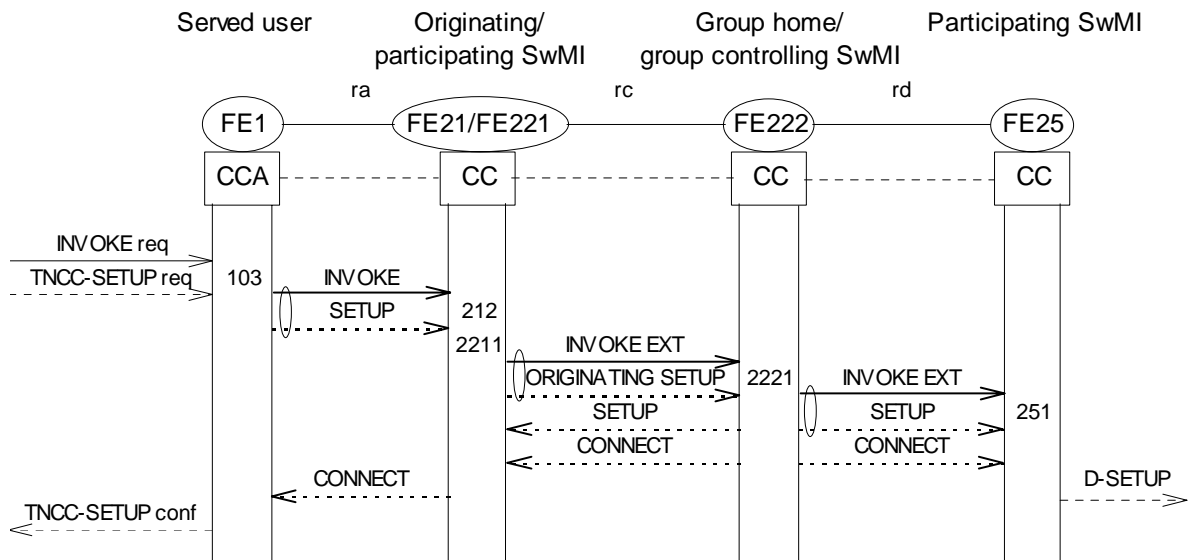 Served user
Originating/
participating SwMI
Group home/
group controlling SwMI
Participating SwMI
ra
rc
rd
FE1
FE21/FE221
FE222
FE25
CCA
CC
CC
CC
INVOKE req
TNCC-SETUP req
103
INVOKE
SETUP
212
2211
INVOKE EXT
ORIGINATING SETUP
2221
INVOKE EXT
SETUP
SETUP
251
CONNECT
CONNECT
CONNECT
D-SETUP
TNCC-SETUP conf